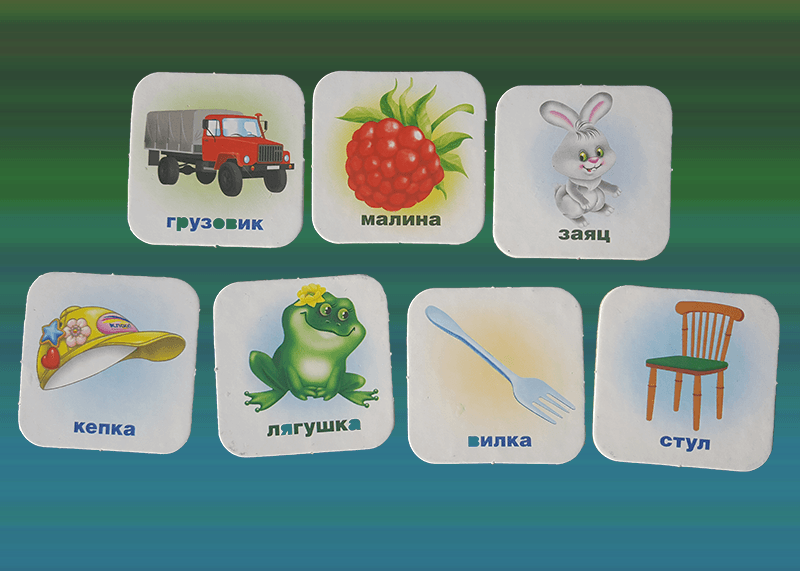 грузовик
малина
заяц
кепка
лягушка
вилка
стул